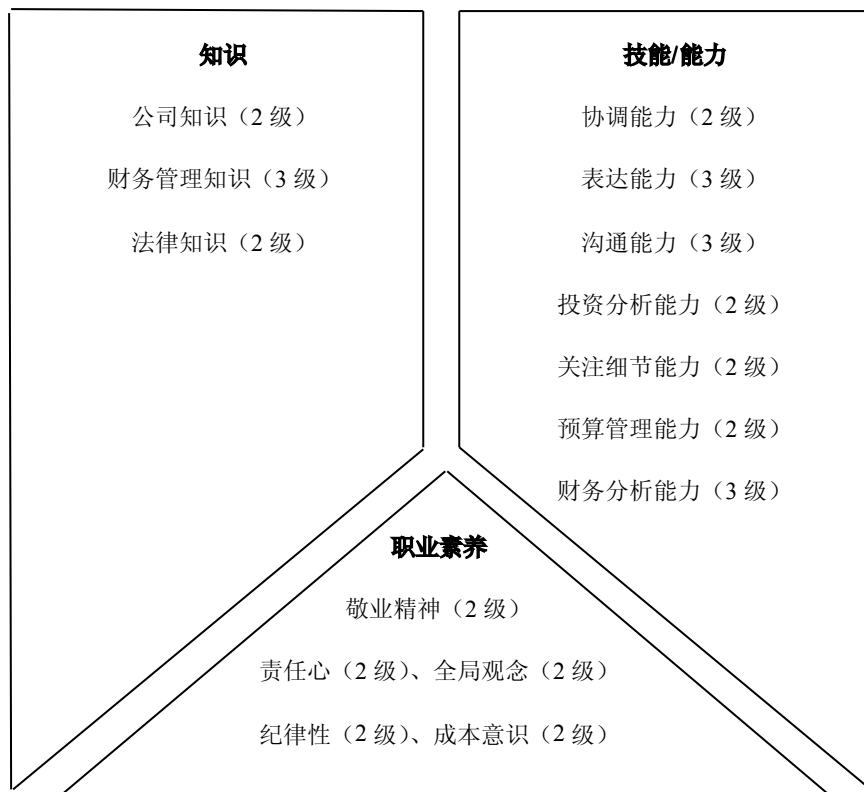 知识
公司知识（2 级）
财务管理知识（3 级）
法律知识（2 级）
技能/能力
协调能力（2 级）
表达能力（3 级）
沟通能力（3 级）
投资分析能力（2 级）
关注细节能力（2 级）
预算管理能力（2 级）
财务分析能力（3 级）
职业素养
敬业精神（2 级）
责任心（2 级）、全局观念（2 级）
纪律性（2 级）、成本意识（2 级）